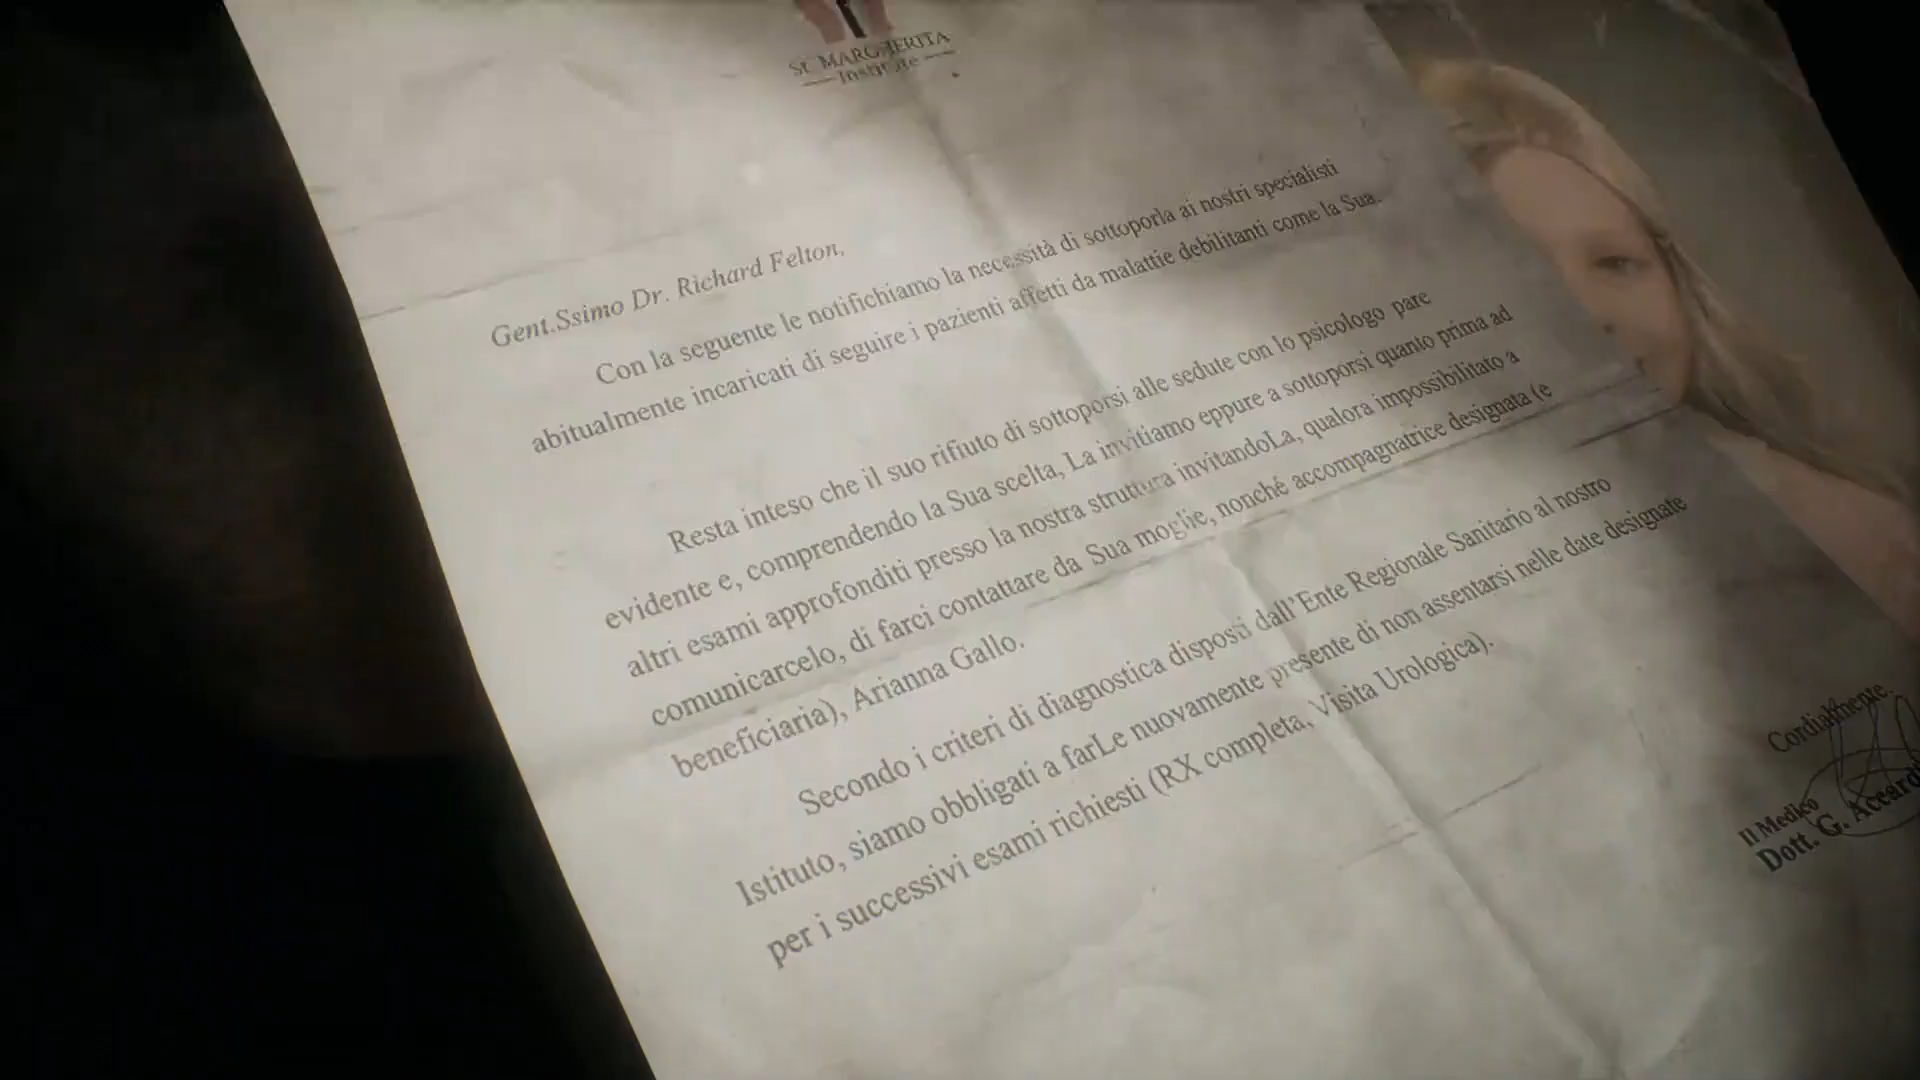 St. MARGHERITA
Institute
Gent.Ssimo Dr. Richard Felton,
Con la seguente le notifichiamo la necessità di sottoporla ai nostri specialisti
abitualmente incaricati di seguire i pazienti affetti da malattie debilitanti come la Sua.
Resta inteso che il suo rifiuto di sottoporsi alle sedute con lo psicologo pare
evidente e, comprendendo la Sua scelta, La invitiamo eppure a sottoporsi quanto prima ad
altri esami approfonditi presso la nostra struttura invitandoLa, qualora impossibilitato a
comunicarcelo, di farci contattare da Sua moglie, nonché accompagnatrice designata (e
beneficiaria), Arianna Gallo.
Secondo i criteri di diagnostica disposti dall'Ente Regionale Sanitario al nostro
Istituto, siamo obbligati a farLe nuovamente presente di non assentarsi nelle date designate
per i successivi esami richiesti (RX completa, Visita Urologica).
Cordialmente,
Il Medico
Dott. G.